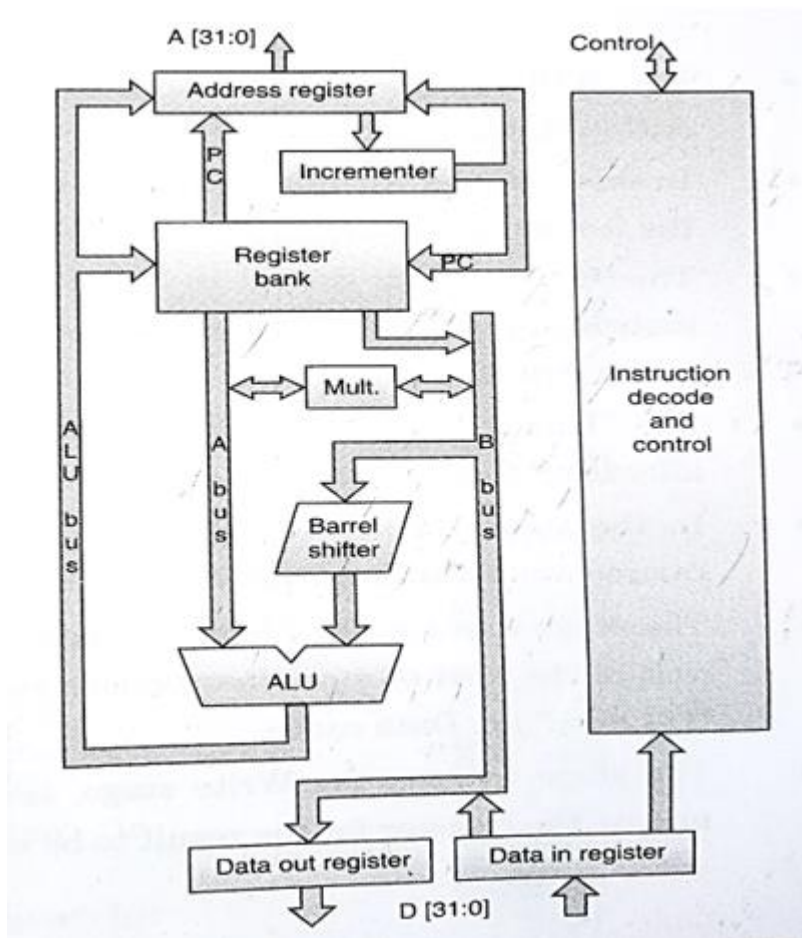 A [31:0]
Control
Address register
PC
Incrementer
Register
bank
PC
Mult.
ALU bus
A bus
B bus
Instruction
decode
and
control
Barrel
shifter
ALU
Data out register
Data in register
D [31:0]